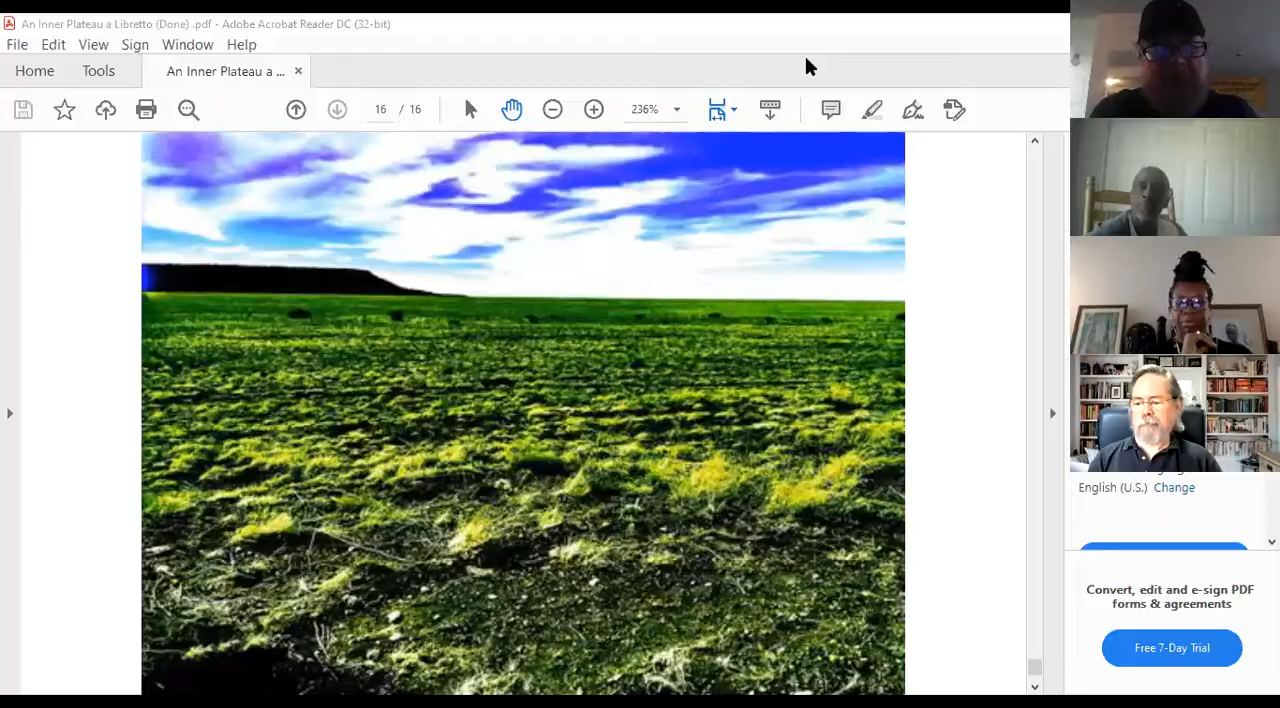 An Inner Plateau a Libretto (Done) .pdf - Adobe Acrobat Reader DC (32-bit)
File Edit View Sign Window Help
Home Tools An Inner Plateau a ... ×
16 / 16 236%
English (U.S.) Change
Convert, edit and e-sign PDF
forms & agreements
Free 7-Day Trial